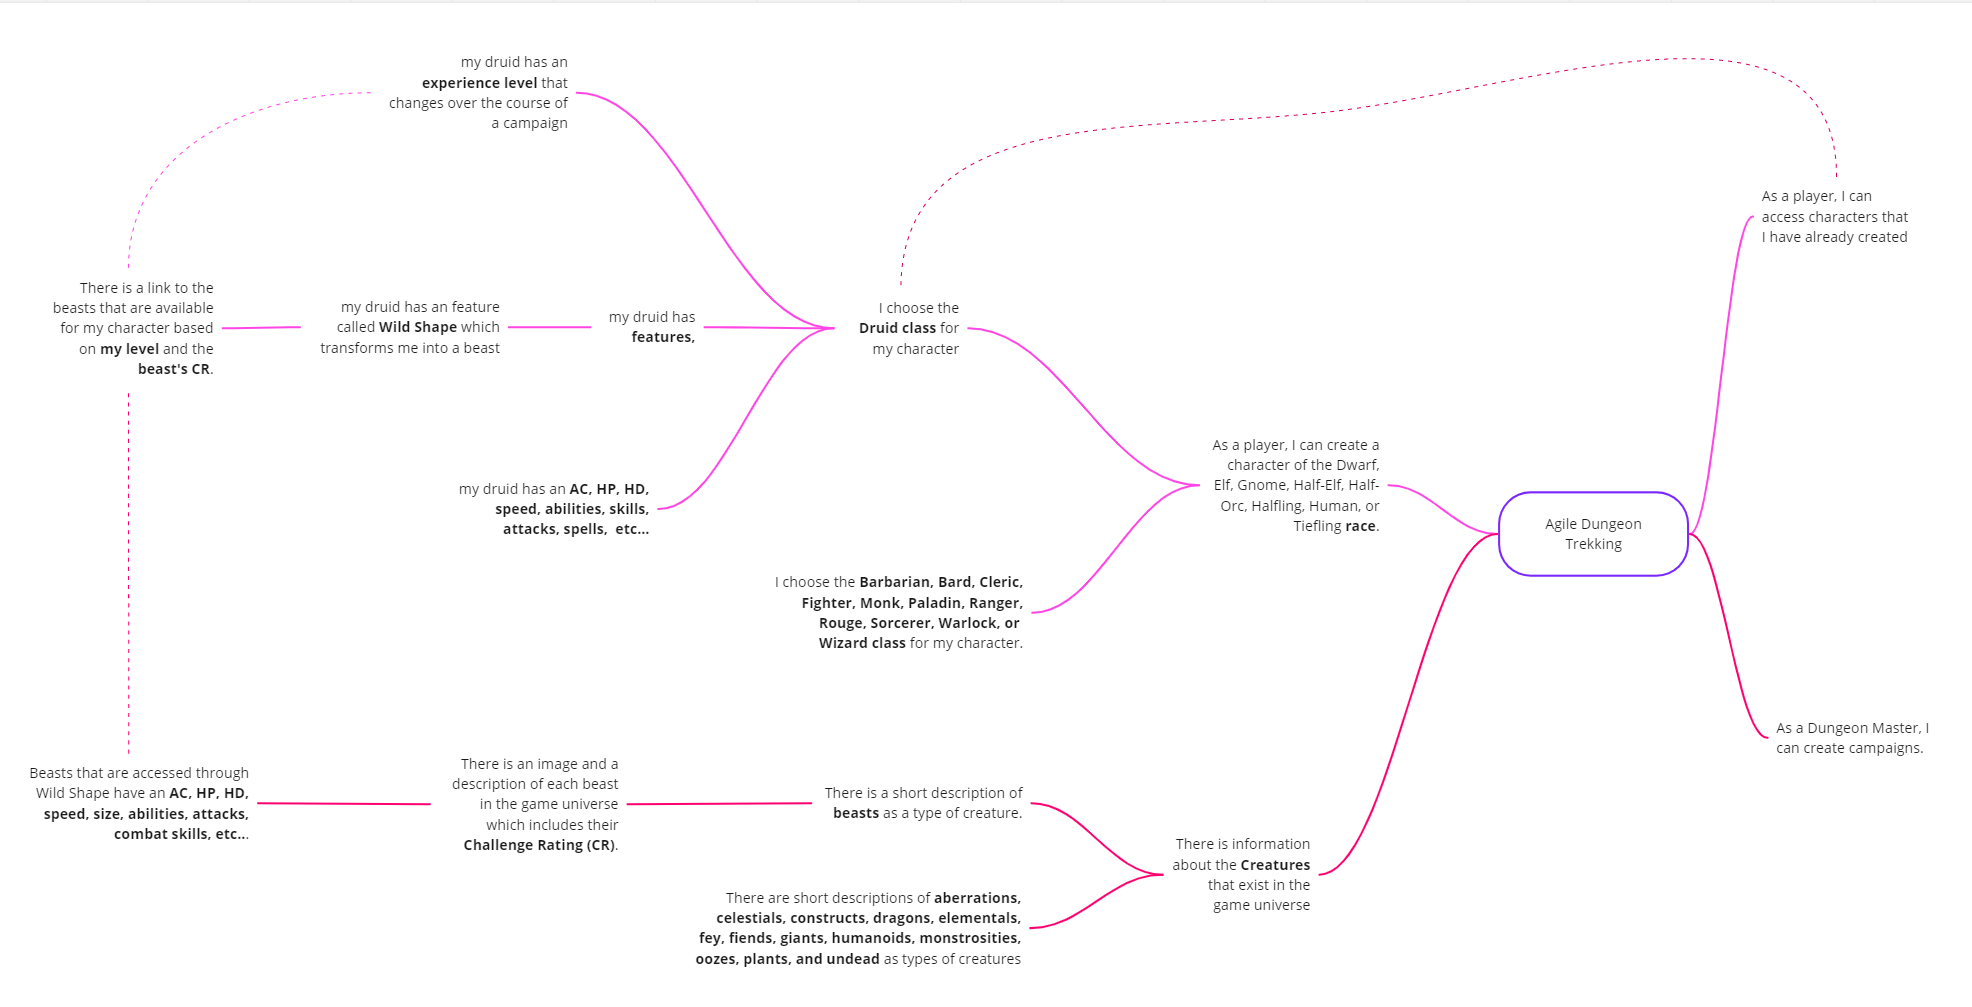 my druid has an
experience level that
changes over the course of
a campaign
As a player, I can
access characters that
I have already created
There is a link to the
beasts that are available
for my character based
on my level and the
beast's CR.
my druid has an feature
called Wild Shape which
transforms me into a beast
my druid has
features,
I choose the
Druid class for
my character
As a player, I can create a
character of the Dwarf,
Elf, Gnome, Half-Elf, Half-
Orc, Halfling, Human, or
Tiefling race.
my druid has an AC, HP, HD,
speed, abilities, skills,
attacks, spells, etc...
Agile Dungeon
Trekking
I choose the Barbarian, Bard, Cleric,
Fighter, Monk, Paladin, Ranger,
Rouge, Sorcerer, Warlock, or
Wizard class for my character.
As a Dungeon Master, I
can create campaigns.
Beasts that are accessed through
Wild Shape have an AC, HP, HD,
speed, size, abilities, attacks,
combat skills, etc...
There is an image and a
description of each beast
in the game universe
which includes their
Challenge Rating (CR).
There is a short description of
beasts as a type of creature.
There is information
about the Creatures
that exist in the
game universe
There are short descriptions of aberrations,
celestials, constructs, dragons, elementals,
fey, fiends, giants, humanoids, monstrosities,
oozes, plants, and undead as types of creatures